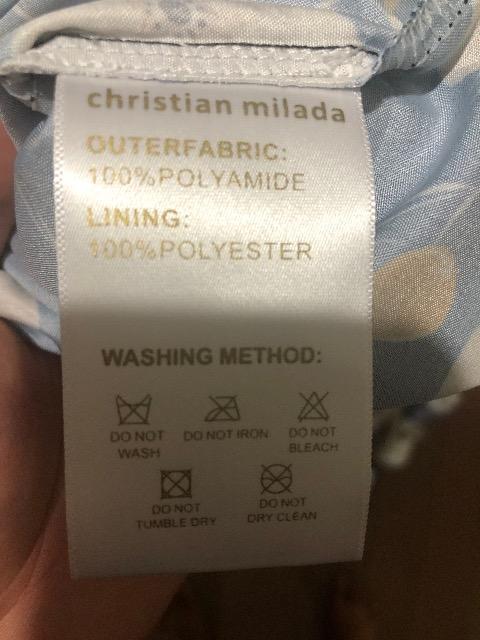 christian milada
OUTERFABRIC:
100%POLYAMIDE
LINING:
100%POLYESTER
WASHING METHOD:
DO NOT WASH
DO NOT IRON
DO NOT BLEACH
DO NOT TUMBLE DRY
DO NOT DRY CLEAN